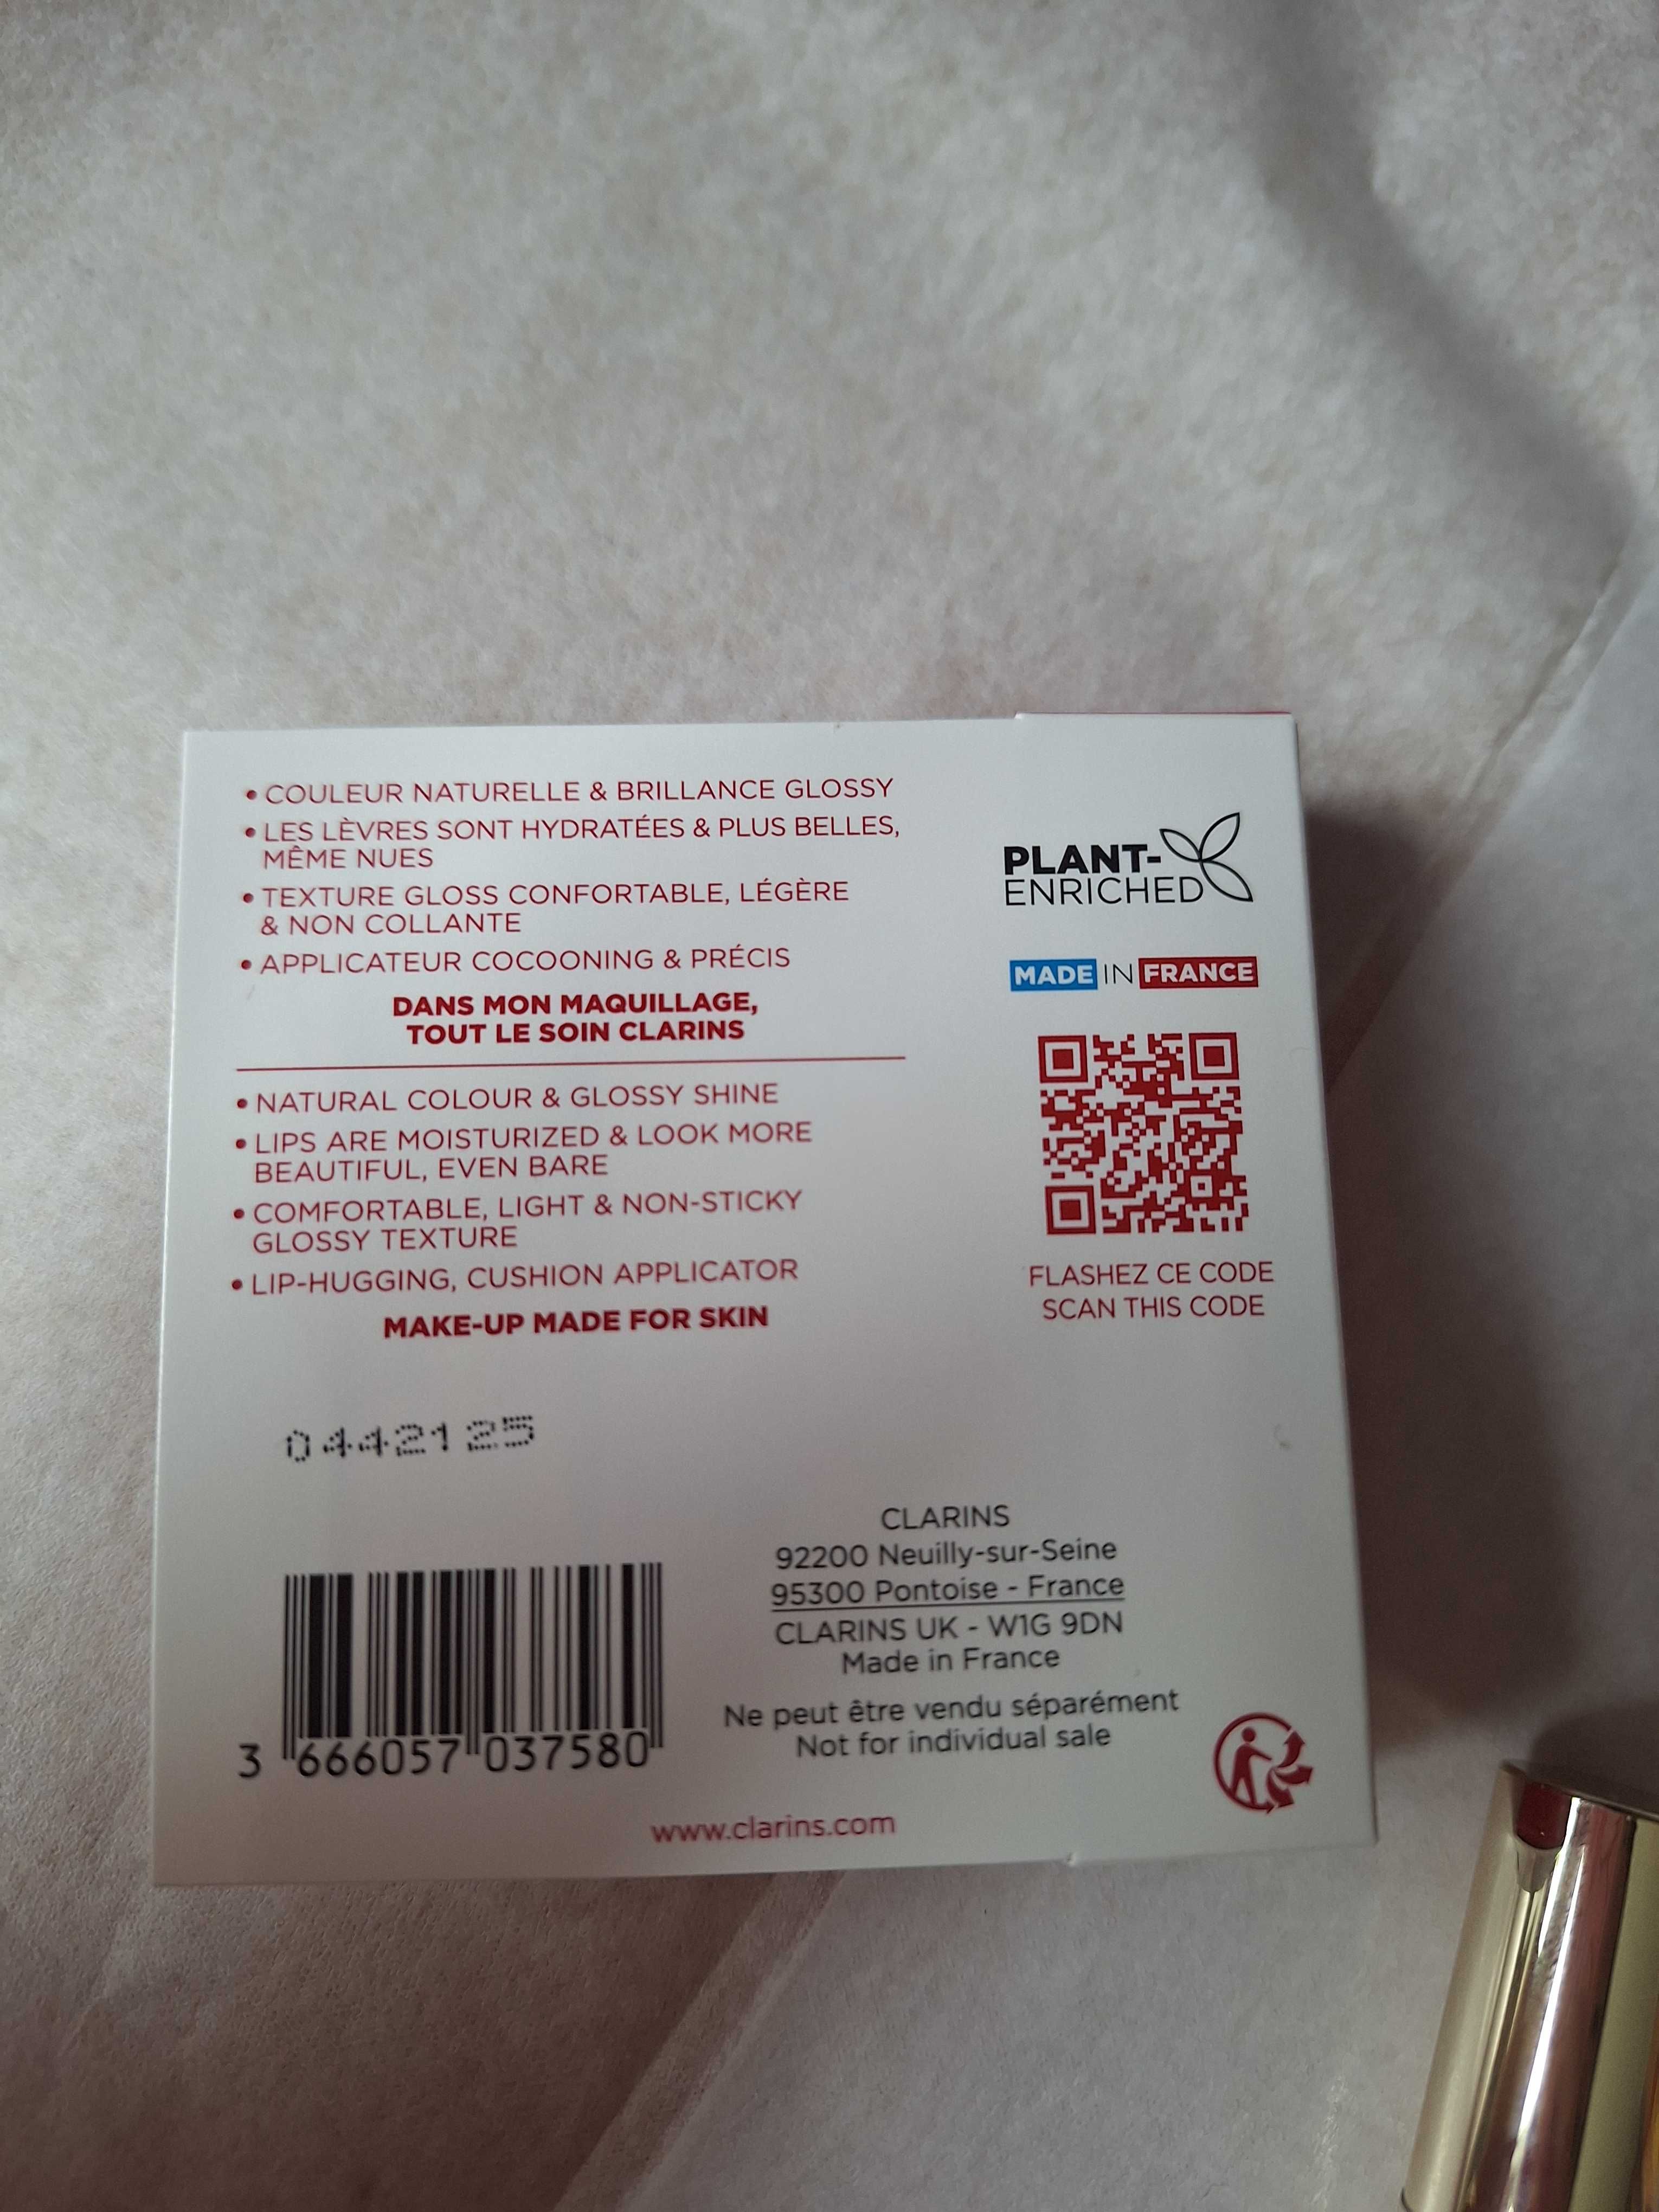 • COULEUR NATURELLE & BRILLANCE GLOSSY
• LES LÈVRES SONT HYDRATÉES & PLUS BELLES,
MÊME NUES
• TEXTURE GLOSS CONFORTABLE, LÉGÈRE
& NON COLLANTE
• APPLICATEUR COCOONING & PRÉCIS
DANS MON MAQUILLAGE,
TOUT LE SOIN CLARINS
• NATURAL COLOUR & GLOSSY SHINE
• LIPS ARE MOISTURIZED & LOOK MORE
BEAUTIFUL, EVEN BARE
• COMFORTABLE, LIGHT & NON-STICKY
GLOSSY TEXTURE
• LIP-HUGGING, CUSHION APPLICATOR
MAKE-UP MADE FOR SKIN
PLANT-
ENRICHED
MADE IN FRANCE
FLASHEZ CE CODE
SCAN THIS CODE
0442125
3 666057 037580
CLARINS
92200 Neuilly-sur-Seine
95300 Pontoise - France
CLARINS UK - W1G 9DN
Made in France
Ne peut être vendu séparément
Not for individual sale
www.clarins.com